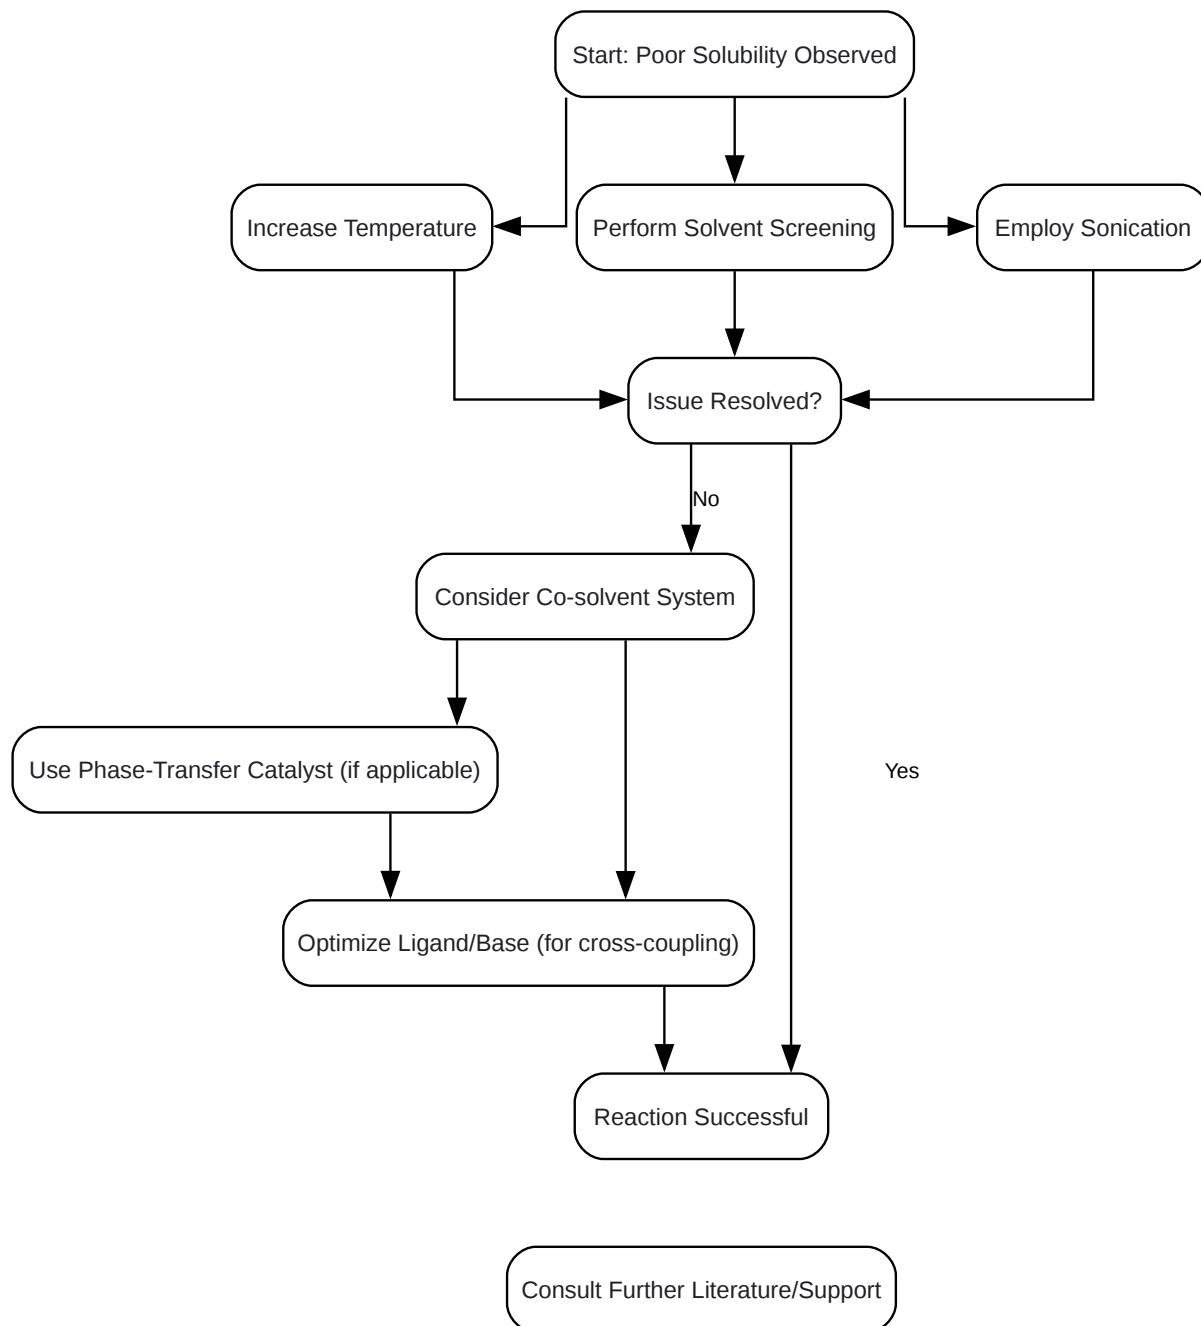 Start: Poor Solubility Observed
Increase Temperature
Perform Solvent Screening
Employ Sonication
Issue Resolved?
No
Consider Co-solvent System
Use Phase-Transfer Catalyst (if applicable)
Yes
Optimize Ligand/Base (for cross-coupling)
Reaction Successful
Consult Further Literature/Support